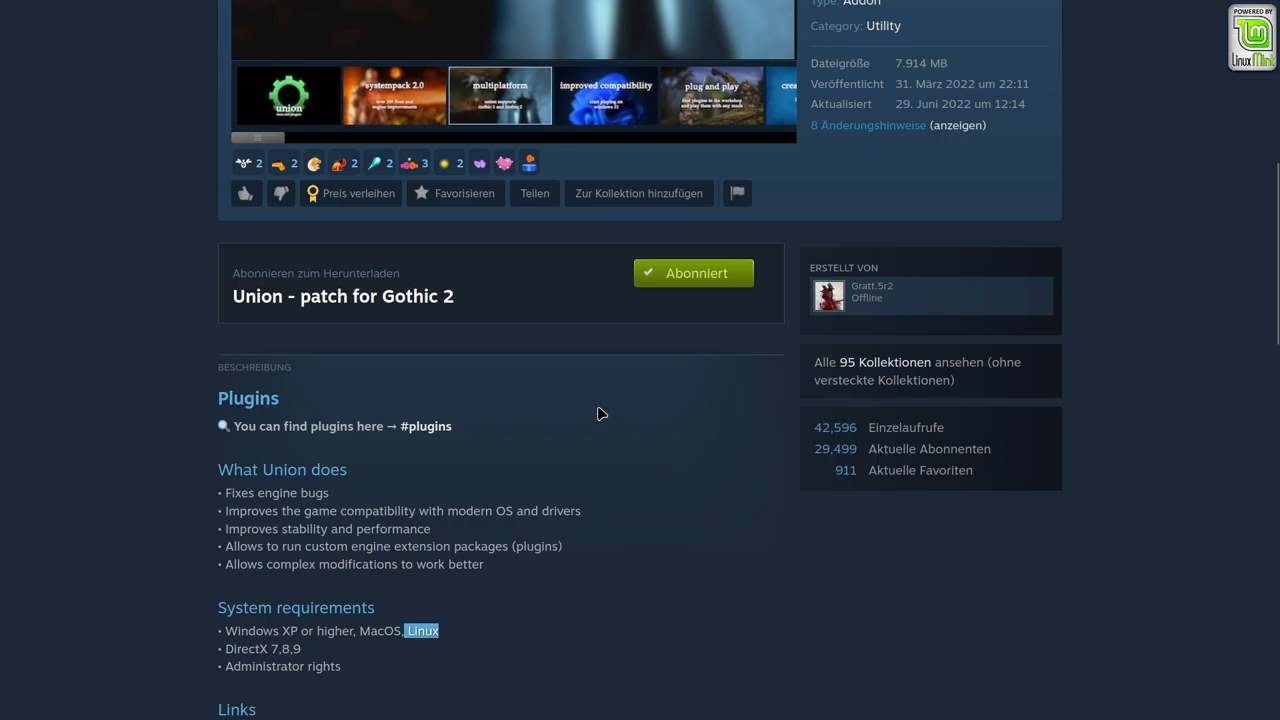 Type: Addon
Category: Utility
POWERED BY
Linux Mint
union
systempack 2.0
multiplatform
improved compatibility
start playing on
windows 11
plug and play
crea
Dateigröße 7.914 MB
Veröffentlicht 31. März 2022 um 22:11
Aktualisiert 29. Juni 2022 um 12:14
8 Änderungshinweise (anzeigen)
2 2 2 2 3 2
Preis verleihen Favorisieren Teilen Zur Kollektion hinzufügen
Abonnieren zum Herunterladen
Union - patch for Gothic 2
Abonniert
ERSTELLT VON
Gratt.5r2
Offline
Alle 95 Kollektionen ansehen (ohne
versteckte Kollektionen)
42,596 Einzelaufrufe
29,499 Aktuelle Abonnenten
911 Aktuelle Favoriten
BESCHREIBUNG
Plugins
You can find plugins here → #plugins
What Union does
• Fixes engine bugs
• Improves the game compatibility with modern OS and drivers
• Improves stability and performance
• Allows to run custom engine extension packages (plugins)
• Allows complex modifications to work better
System requirements
• Windows XP or higher, MacOS, Linux
• DirectX 7,8,9
• Administrator rights
Links